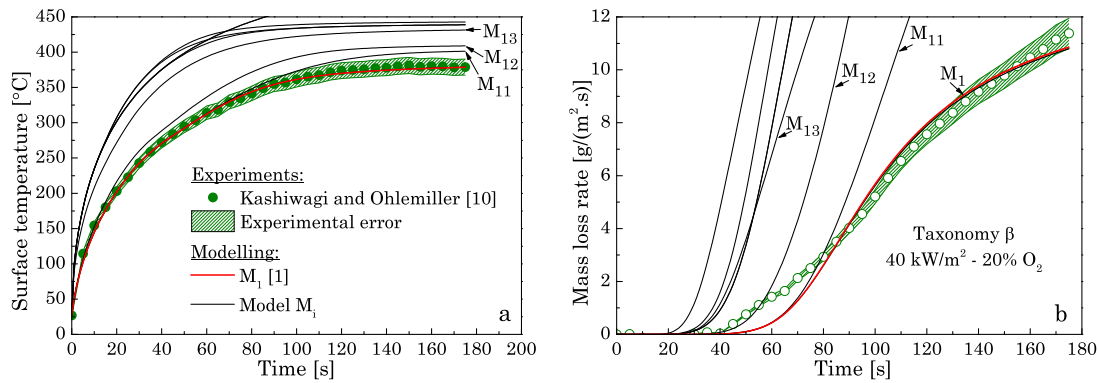 450
400
350
300
250
200
150
100
50
0
Surface temperature [°C]
M13
M12
M11
Experiments:
Kashiwagi and Ohlemiller [10]
Experimental error
Modelling:
M1 [1]
Model Mi
a
0 20 40 60 80 100 120 140 160 180 200
Time [s]
12
10
8
6
4
2
0
Mass loss rate [g/(m².s)]
M11
M12
M1
M13
Taxonomy β
40 kW/m² - 20% O₂
b
0 20 40 60 80 100 120 140 160 180
Time [s]